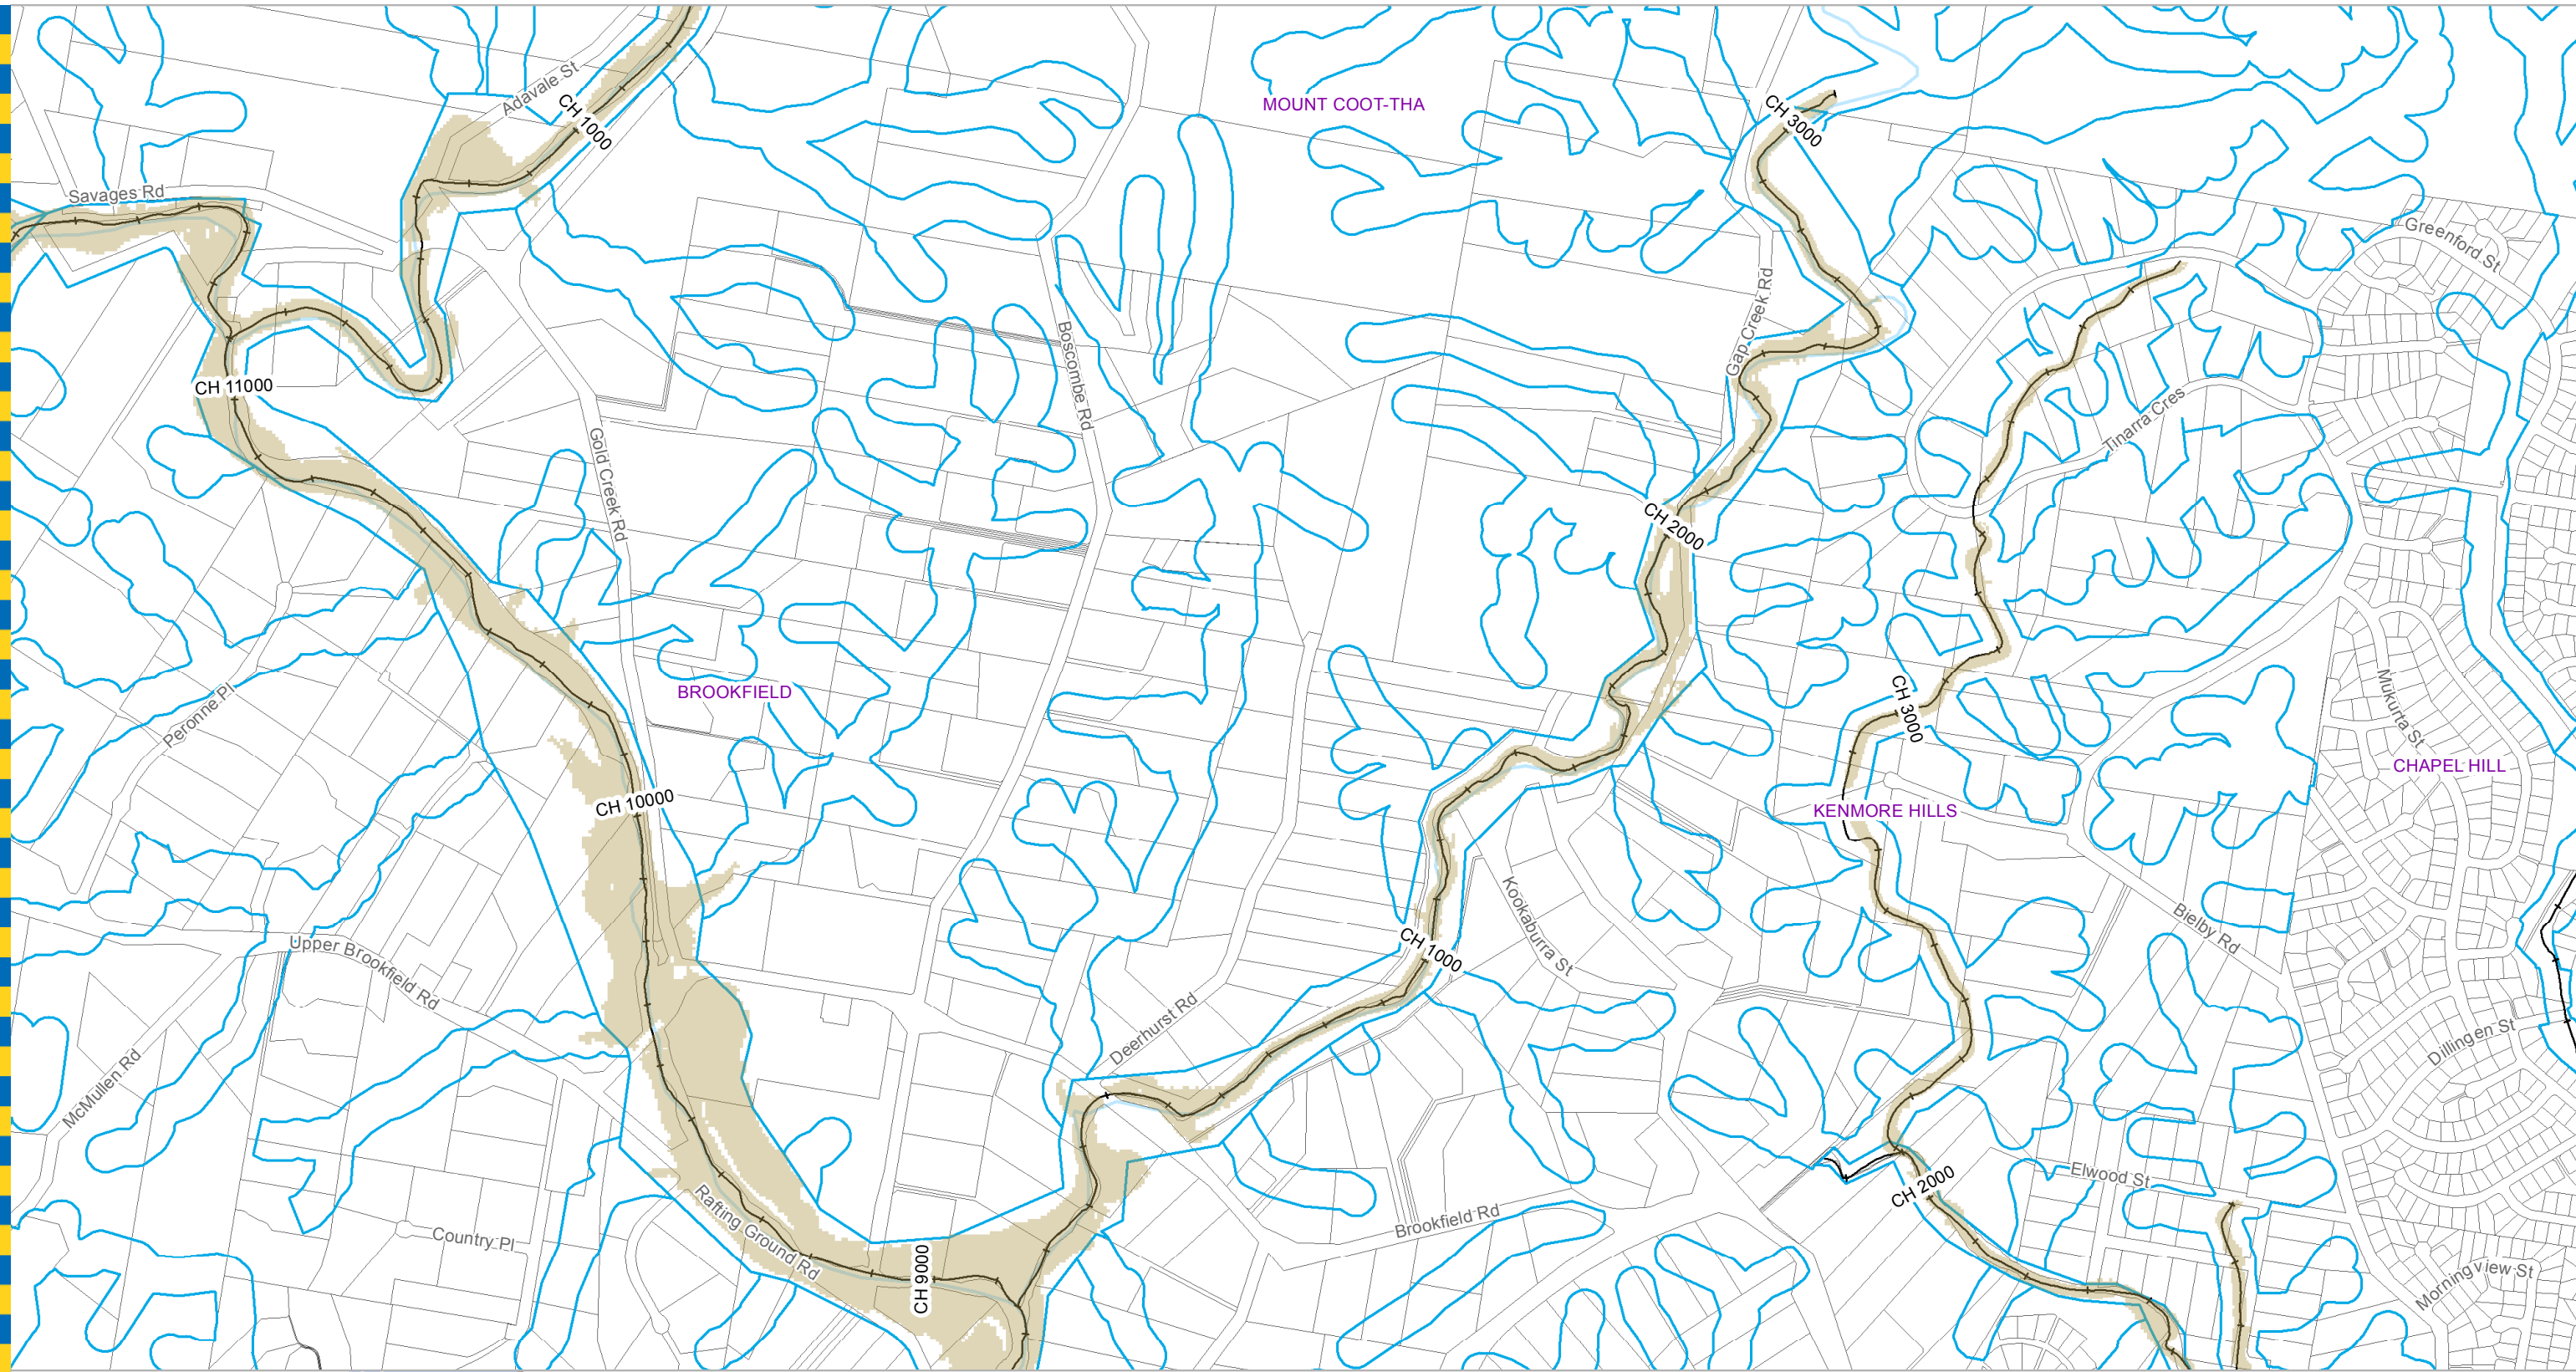 Adavale St
CH 1000
MOUNT COOT-THA
CH 3000
Savages Rd
Greenford St
Gap Creek Rd
Boscombe Rd
CH 11000
Tinarra Cres
Gold Creek Rd
CH 2000
BROOKFIELD
Peronne Pl
CH 3000
Mukurta St
CHAPEL HILL
CH 10000
KENMORE HILLS
Kookaburra St
Bielby Rd
Upper Brookfield Rd
CH 1000
Deerhurst Rd
Dillingen St
McMullen Rd
Elwood St
CH 2000
Rafting Ground Rd
Brookfield Rd
Country Pl
CH 9000
Morningview St